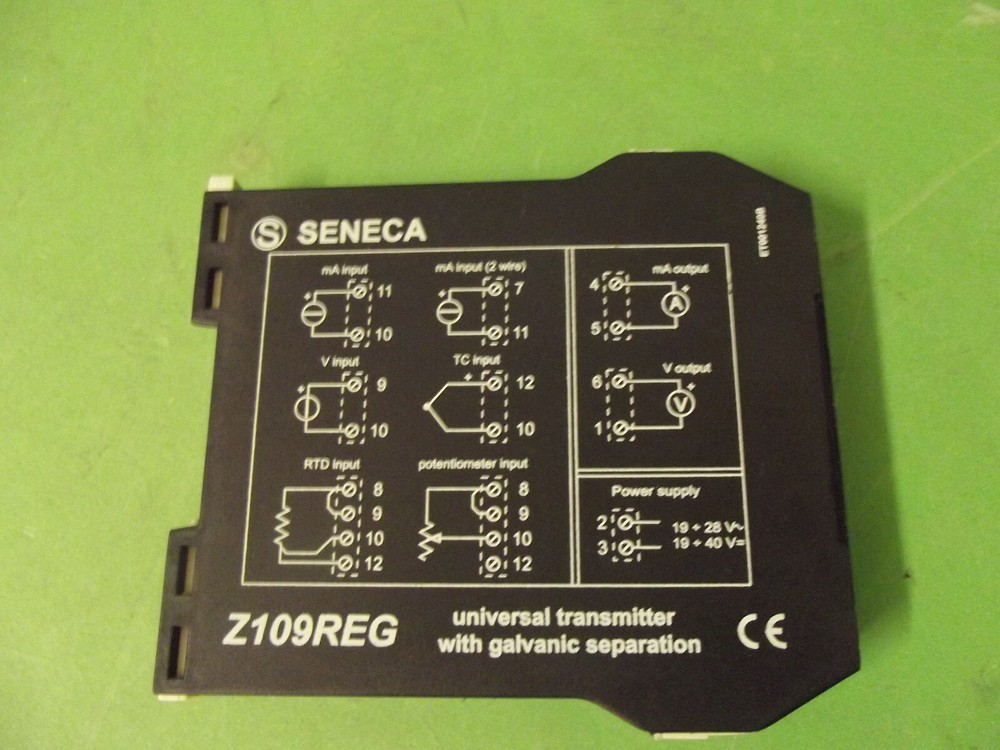 S SENECA
ET001249B
mA input
+
11
10
mA input (2 wire)
+
7
11
V input
+
9
10
TC input
+
12
10
RTD input
8
9
10
12
potentiometer input
8
9
10
12
mA output
4
+
A
5
V output
6
+
V
1
Power supply
2
19 ÷ 28 V~
3
19 ÷ 40 V=
Z109REG
universal transmitter
with galvanic separation
CE